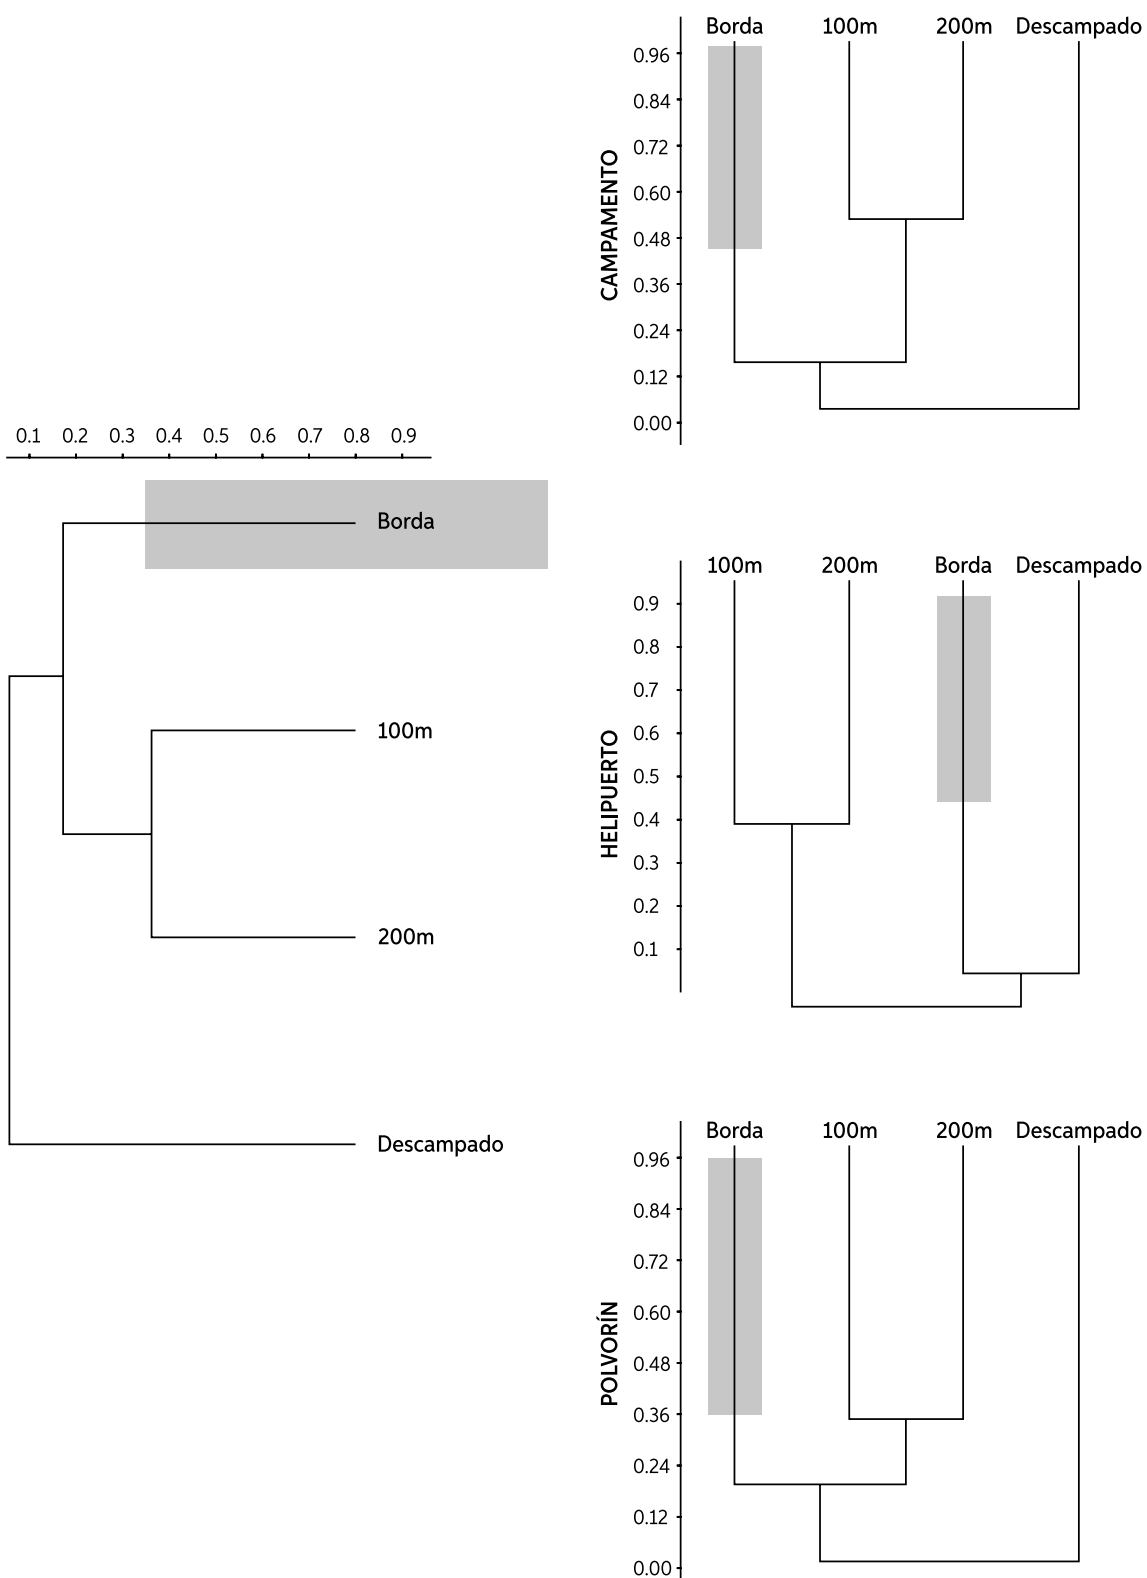 0.1 0.2 0.3 0.4 0.5 0.6 0.7 0.8 0.9
Borda
100m
200m
Descampado
CAMPAMENTO
Borda 100m 200m Descampado
0.96
0.84
0.72
0.60
0.48
0.36
0.24
0.12
0.00
HELIPUERTO
100m 200m Borda Descampado
0.9
0.8
0.7
0.6
0.5
0.4
0.3
0.2
0.1
POLVORÍN
Borda 100m 200m Descampado
0.96
0.84
0.72
0.60
0.48
0.36
0.24
0.12
0.00